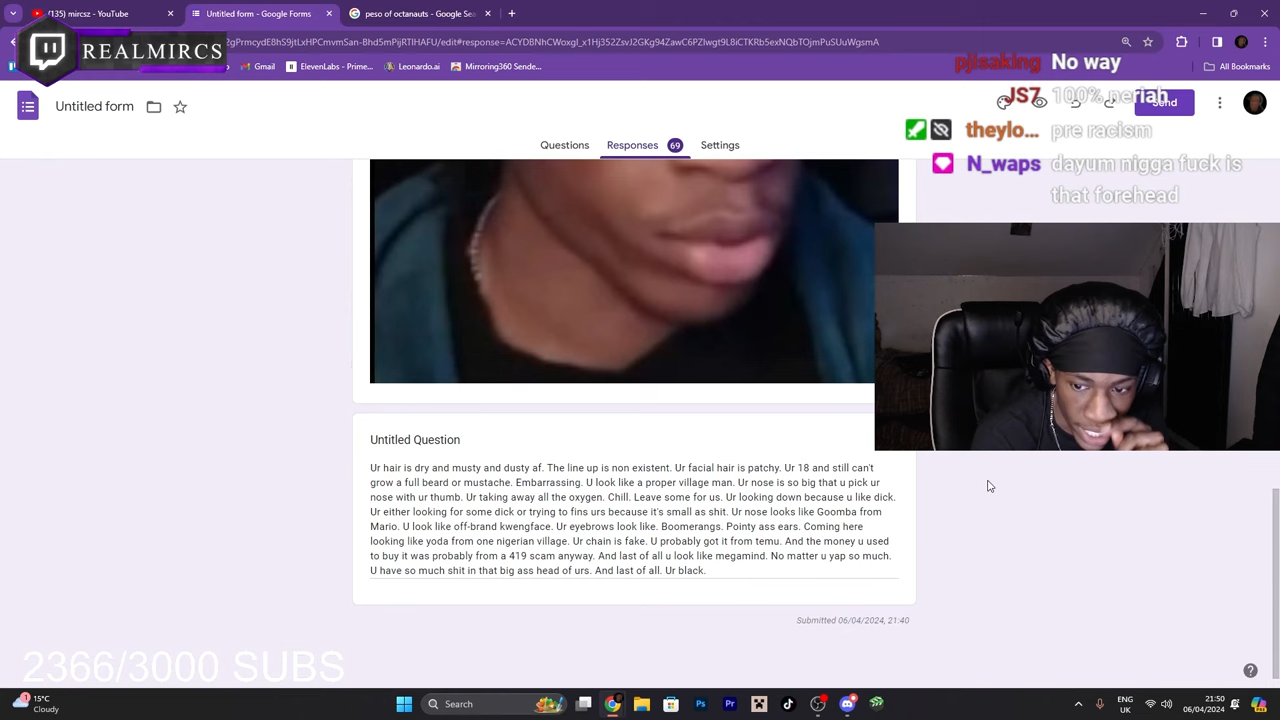 (135) mircsz - YouTube
Untitled form - Google Forms
peso of octanauts - Google Sea
REALMIRCS
2gPrmcydE8hS9jtLxHPCmvmSan-Bhd5mPijRTlHAFU/edit#response=ACYDBNhCWoxgl_x1Hj352ZsvJ2GKg94ZawC6PZlwgt9L8iCTKRb5exNQbTOjmPuSUuWgsmA
Gmail
ElevenLabs - Prime...
Leonardo.ai
Mirroring360 Sende...
All Bookmarks
pjisaking No way
Untitled form
JS7 100% neriah
Send
theylo... pre racism
Questions
Responses 69
Settings
N_waps dayum nigga fuck is
that forehead
Untitled Question
Ur hair is dry and musty and dusty af. The line up is non existent. Ur facial hair is patchy. Ur 18 and still can't
grow a full beard or mustache. Embarrassing. U look like a proper village man. Ur nose is so big that u pick ur
nose with ur thumb. Ur taking away all the oxygen. Chill. Leave some for us. Ur looking down because u like dick.
Ur either looking for some dick or trying to fins urs because it's small as shit. Ur nose looks like Goomba from
Mario. U look like off-brand kwengface. Ur eyebrows look like. Boomerangs. Pointy ass ears. Coming here
looking like yoda from one nigerian village. Ur chain is fake. U probably got it from temu. And the money u used
to buy it was probably from a 419 scam anyway. And last of all u look like megamind. No matter u yap so much.
U have so much shit in that big ass head of urs. And last of all. Ur black.
Submitted 06/04/2024, 21:40
2366/3000 SUBS
15°C
Cloudy
Search
ENG
UK
21:50
06/04/2024